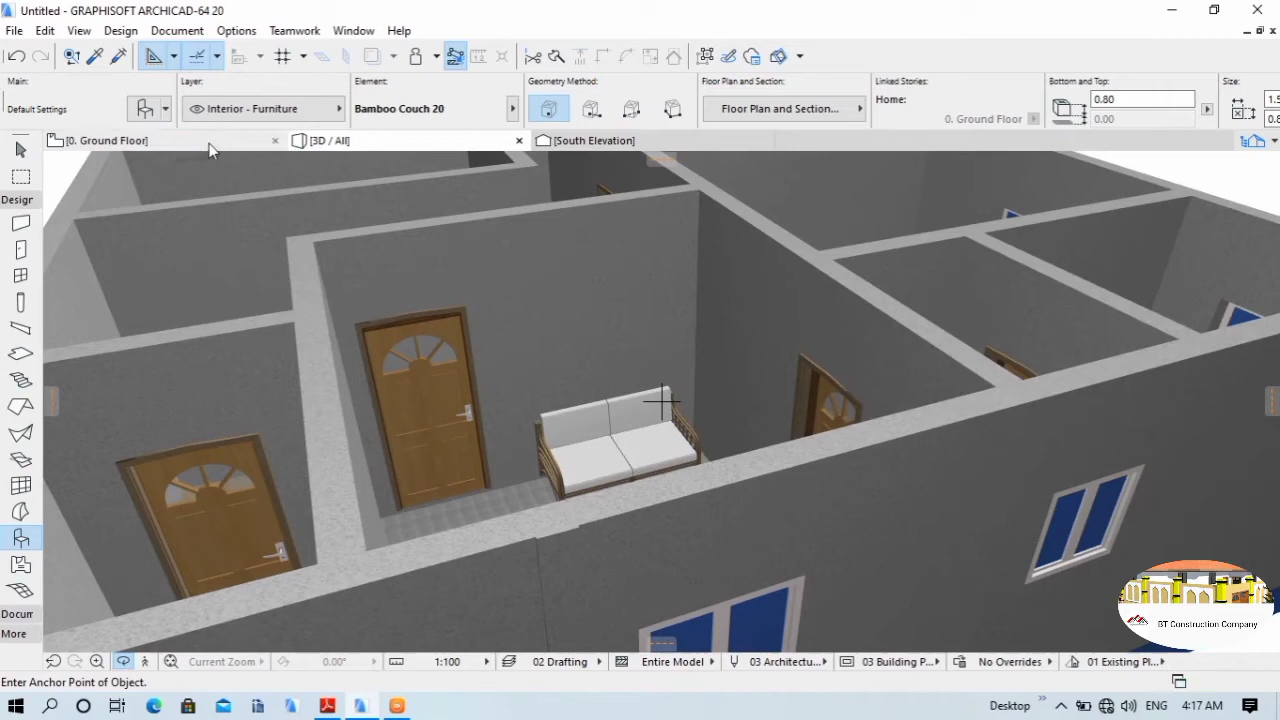 Untitled - GRAPHISOFT ARCHICAD-64 20
File Edit View Design Document Options Teamwork Window Help
Main: Layer: Element: Geometry Method: Floor Plan and Section: Linked Stories: Bottom and Top: Size:
Default Settings Interior - Furniture Bamboo Couch 20 Floor Plan and Section... Home: 0.80
0. Ground Floor 0.00
[0. Ground Floor] [3D / All] [South Elevation]
Desigr
Docum
More
BT Construction Company
Current Zoom 0.00° 1:100 02 Drafting Entire Model 03 Architectu... 03 Building P... No Overrides 01 Existing Pl...
Enter Anchor Point of Object.
Desktop ENG 4:17 AM